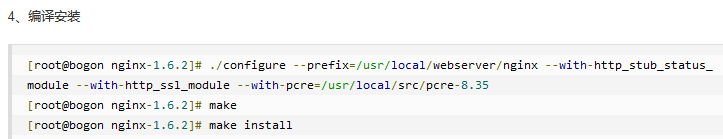 4、编译安装
[root@bogon nginx-1.6.2]# ./configure --prefix=/usr/local/webserver/nginx --with-http_stub_status_
module --with-http_ssl_module --with-pcre=/usr/local/src/pcre-8.35
[root@bogon nginx-1.6.2]# make
[root@bogon nginx-1.6.2]# make install